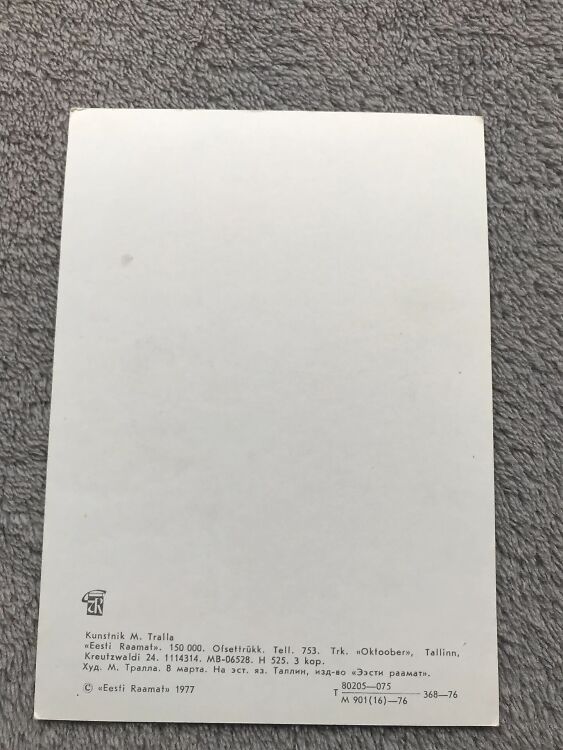 Kunstnik M. Tralla
«Eesti Raamat». 150 000. Ofsettrükk. Tell. 753. Trk. «Oktoober», Tallinn,
Kreutzwaldi 24. 1114314. MB-06528. H 525. 3 kop.
Худ. М. Тралла. 8 марта. На эст. яз. Таллин, изд-во «Ээсти раамат».
© «Eesti Raamat» 1977
Т 80205—075 / М 901(16)—76 368—76